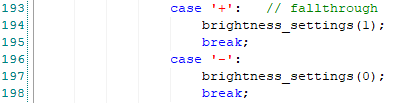 193 case '+': // fallthrough
194 brightness_settings(1);
195 break;
196 case '-':
197 brightness_settings(0);
198 break;